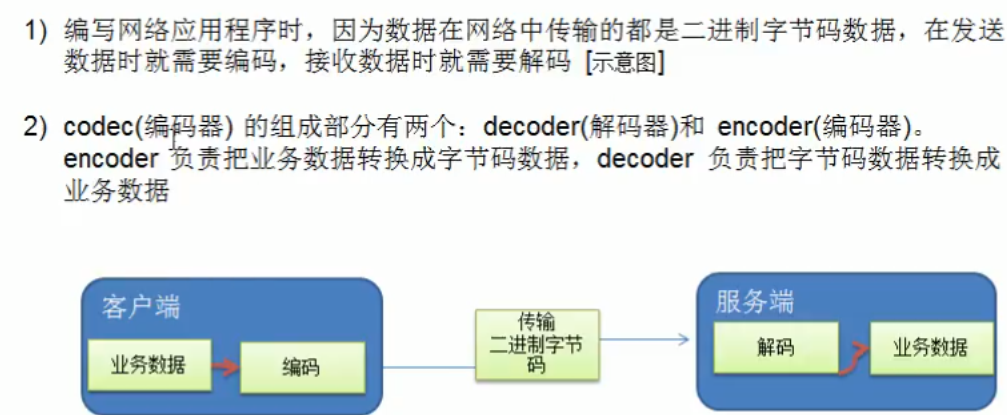 1) 编写网络应用程序时，因为数据在网络中传输的都是二进制字节码数据，在发送
数据时就需要编码，接收数据时就需要解码 [示意图]
2) codec(编码器) 的组成部分有两个：decoder(解码器)和 encoder(编码器)。
encoder 负责把业务数据转换成字节码数据，decoder 负责把字节码数据转换成
业务数据
客户端
业务数据
编码
传输
二进制字节
码
服务端
解码
业务数据